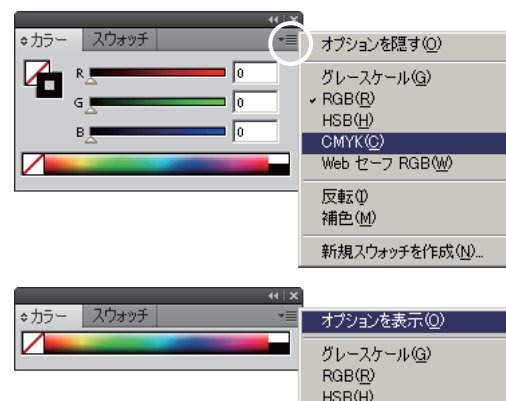 カラー スウォッチ
R 0
G 0
B 0
オプションを隠す(O)
グレースケール(G)
RGB(R)
HSB(H)
CMYK(C)
Web セーフ RGB(W)
反転(I)
補色(M)
新規スウォッチを作成(N)...
カラー スウォッチ
オプションを表示(O)
グレースケール(G)
RGB(R)
HSB(H)